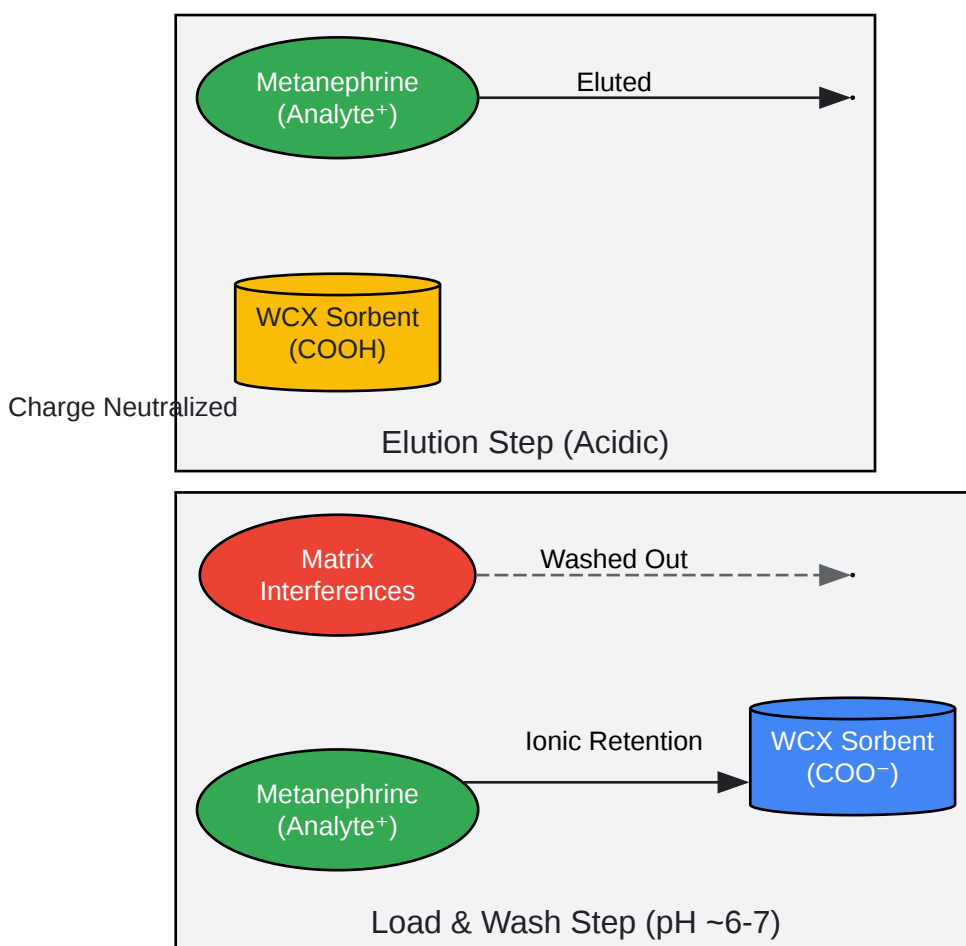 Metanephrine
(Analyte⁺)
Eluted
WCX Sorbent
(COOH)
Charge Neutralized
Elution Step (Acidic)
Matrix
Interferences
Washed Out
Ionic Retention
WCX Sorbent
(COO⁻)
Metanephrine
(Analyte⁺)
Load & Wash Step (pH ~6-7)